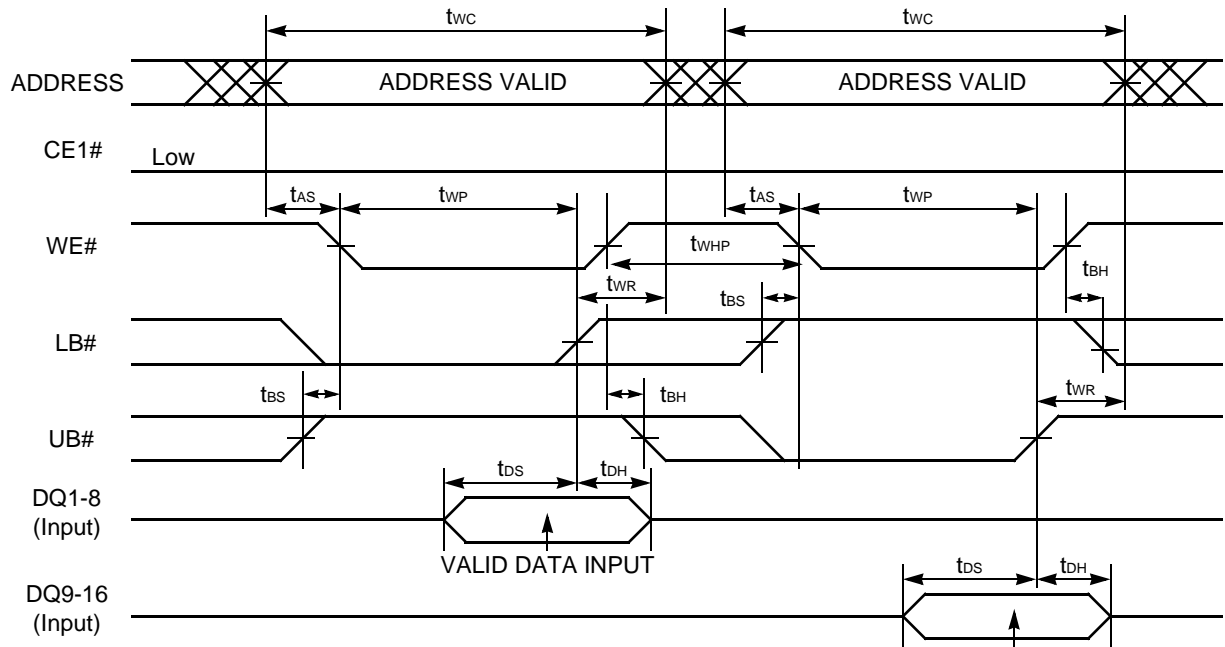 tWC tWC
ADDRESS ADDRESS VALID ADDRESS VALID
CE1# Low
tAS tWP tAS tWP
WE#
tWHP
tWR tBS tBH
LB#
tBS tBH tWR
UB#
tDS tDH
DQ1-8
(Input)
VALID DATA INPUT
tDS tDH
DQ9-16
(Input)